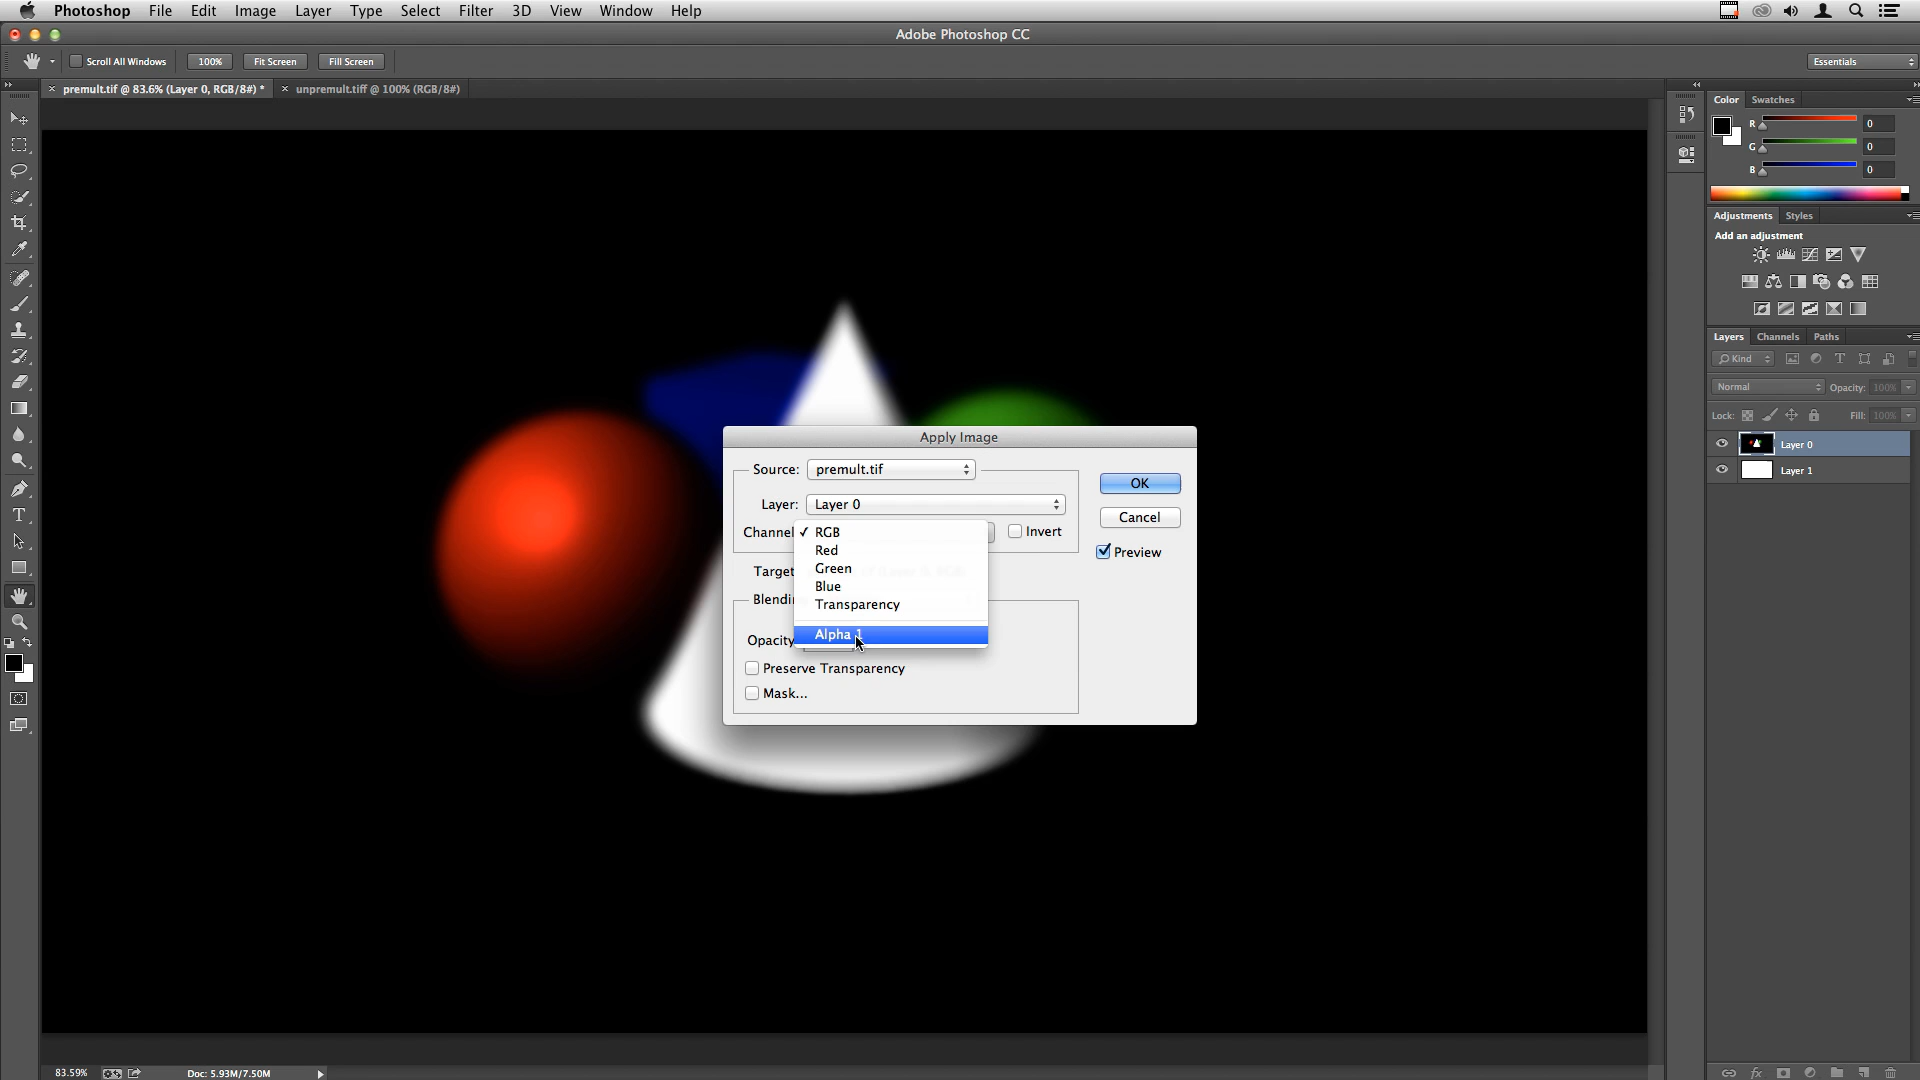 Photoshop File Edit Image Layer Type Select Filter 3D View Window Help
Adobe Photoshop CC
Scroll All Windows 100% Fit Screen Fill Screen Essentials
premult.tif @ 83.6% (Layer 0, RGB/8#) * unpremult.tiff @ 100% (RGB/8#)
Color Swatches
R 0
G 0
B 0
Adjustments Styles
Add an adjustment
Layers Channels Paths
Kind
Normal Opacity: 100%
Lock: Fill: 100%
Layer 0
Layer 1
Apply Image
Source: premult.tif
OK
Layer: Layer 0
Cancel
Channel RGB Invert
Red
Preview
Green
Target
Blue
Blendin
Transparency
Alpha 1
Opacity
Preserve Transparency
Mask...
T
83.59% Doc: 5.93M/7.50M
fx